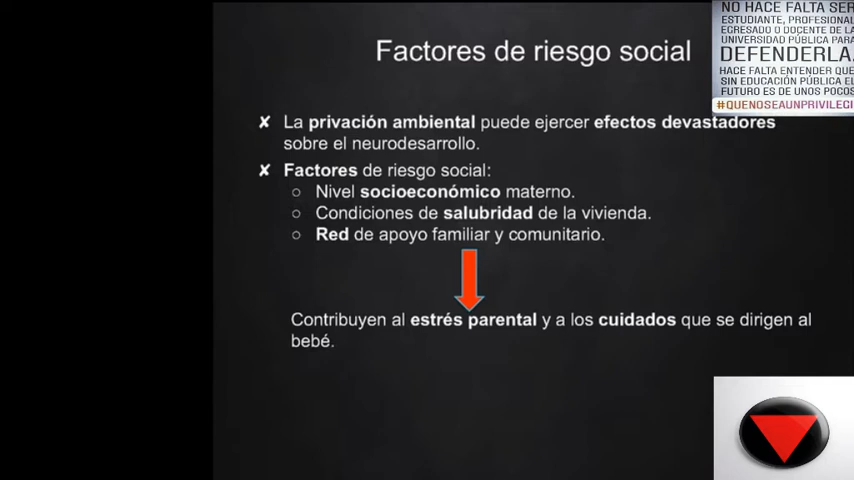 Factores de riesgo social
NO HACE FALTA SER
ESTUDIANTE, PROFESIONAL
EGRESADO O DOCENTE DE LA
UNIVERSIDAD PÚBLICA PARA
DEFENDERLA.
HACE FALTA ENTENDER QUE
SIN EDUCACIÓN PÚBLICA EL
FUTURO ES DE UNOS POCOS
#QUENOSEAUNPRIVILEGI
✘ La privación ambiental puede ejercer efectos devastadores
sobre el neurodesarrollo.
✘ Factores de riesgo social:
○ Nivel socioeconómico materno.
○ Condiciones de salubridad de la vivienda.
○ Red de apoyo familiar y comunitario.
Contribuyen al estrés parental y a los cuidados que se dirigen al
bebé.